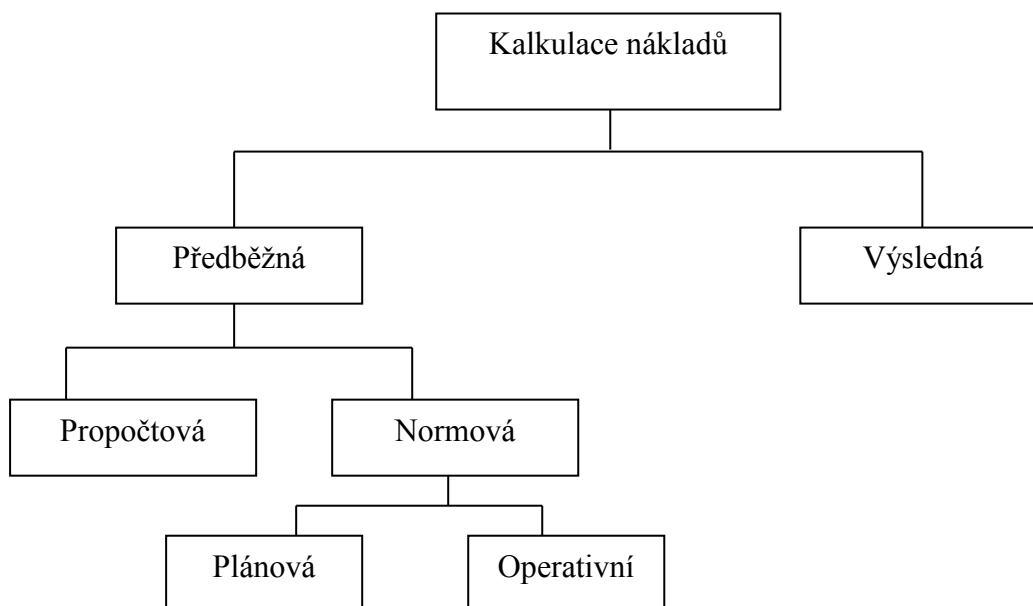 Kalkulace nákladů
Předběžná
Výsledná
Propočtová
Normová
Plánová
Operativní